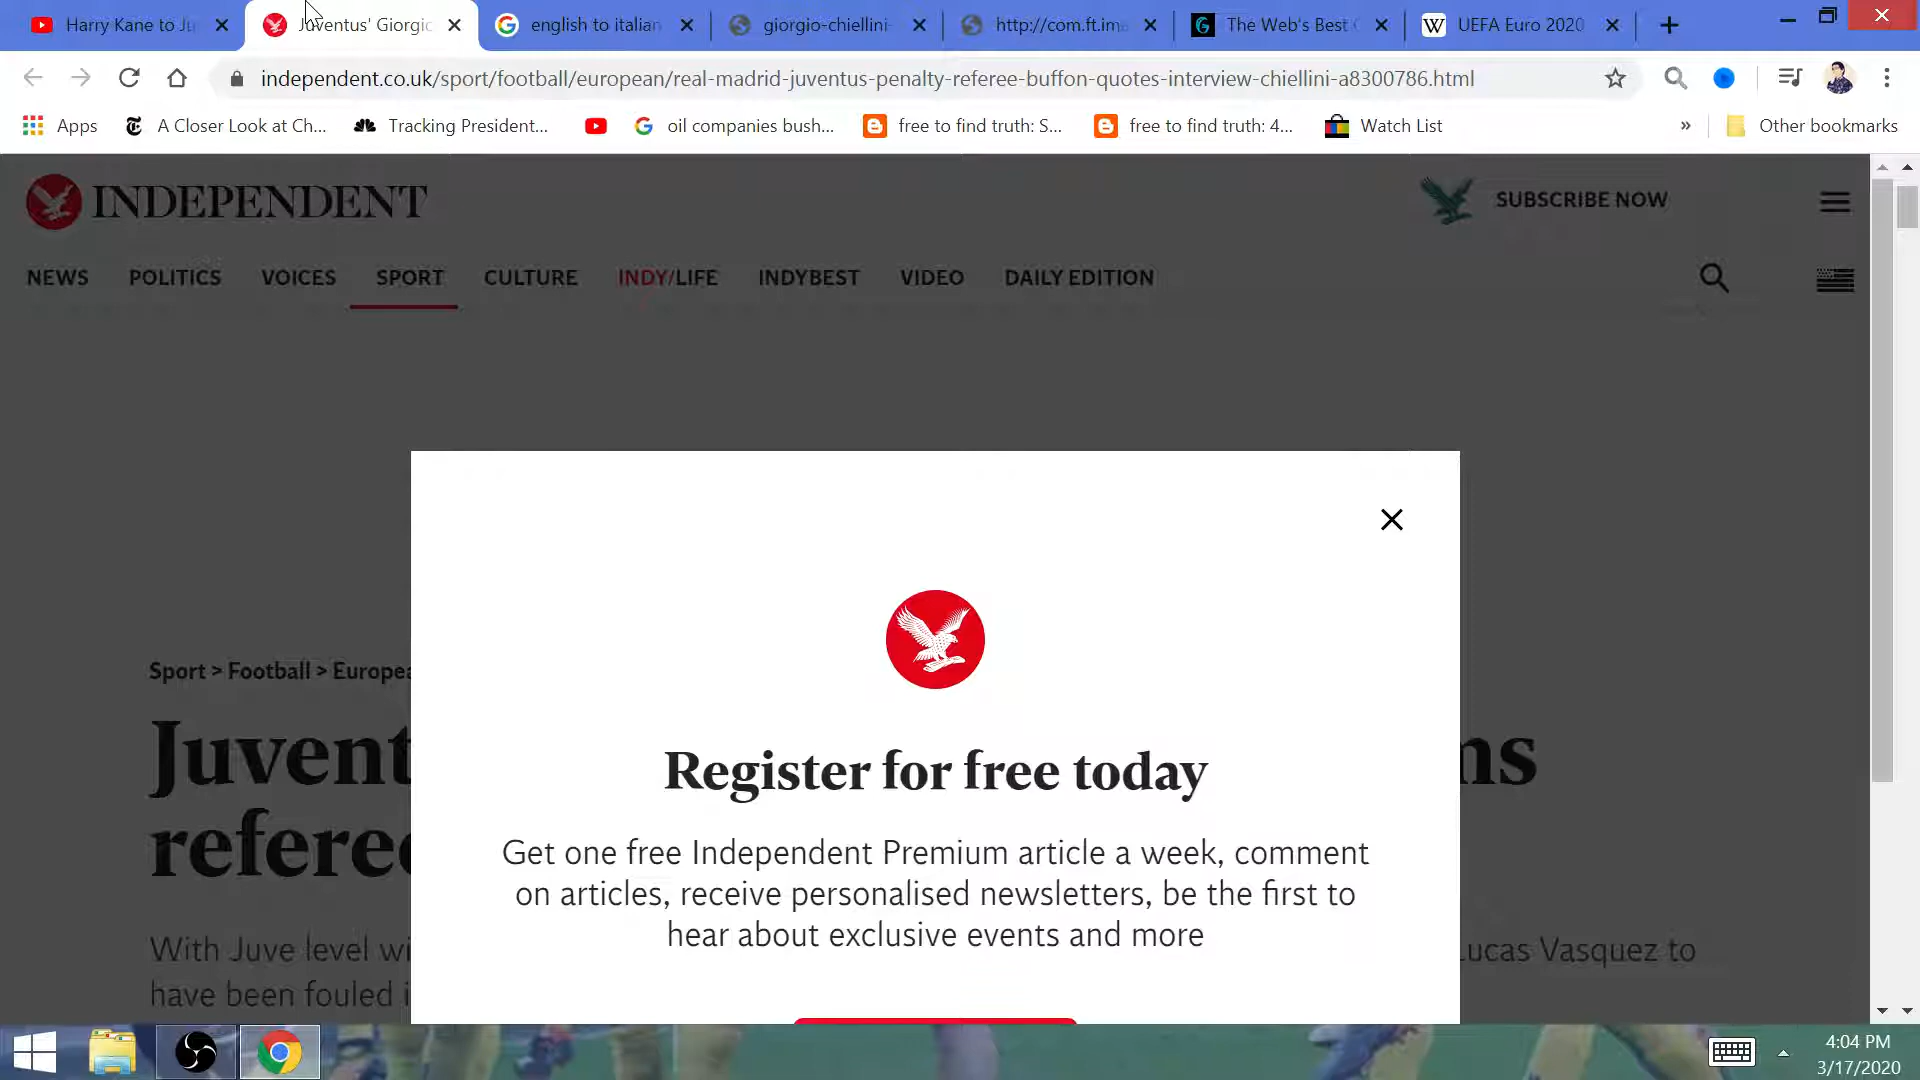 Harry Kane to Ju
Juventus' Giorgio
english to italian
giorgio-chiellini-
http://com.ft.ima
The Web's Best
UEFA Euro 2020
independent.co.uk/sport/football/european/real-madrid-juventus-penalty-referee-buffon-quotes-interview-chiellini-a8300786.html
Apps
A Closer Look at Ch...
Tracking President...
oil companies bush...
free to find truth: S...
free to find truth: 4...
Watch List
»
Other bookmarks
INDEPENDENT
SUBSCRIBE NOW
NEWS
POLITICS
VOICES
SPORT
CULTURE
INDY/LIFE
INDYBEST
VIDEO
DAILY EDITION
Sport > Football > Europea
Juvent
ns
referee
Register for free today
Get one free Independent Premium article a week, comment
on articles, receive personalised newsletters, be the first to
hear about exclusive events and more
With Juve level wi
Lucas Vasquez to
have been fouled i
4:04 PM
3/17/2020